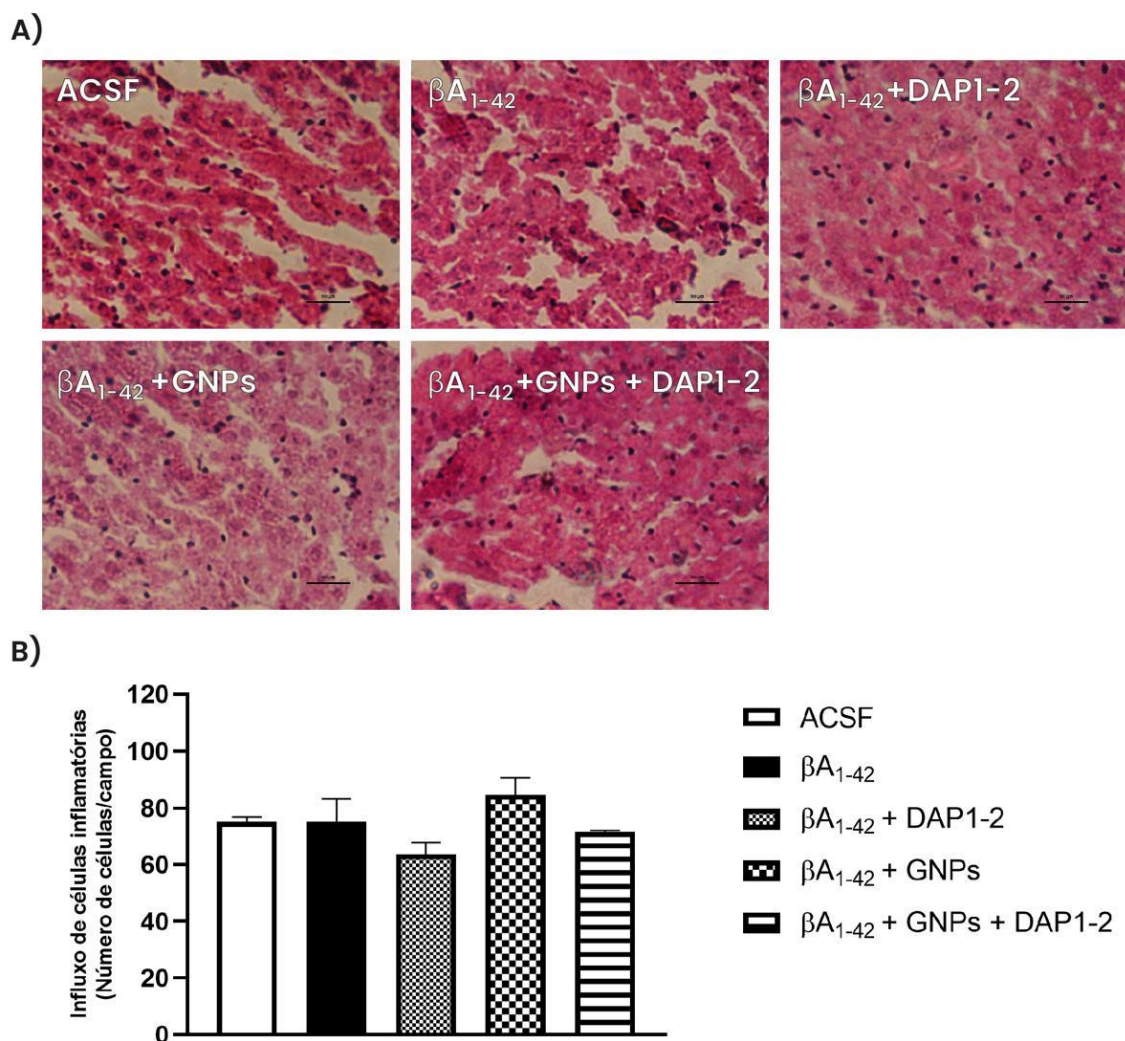 A)
ACSF
βA₁₋₄₂
βA₁₋₄₂+DAP1-2
βA₁₋₄₂ +GNPs
βA₁₋₄₂ +GNPs + DAP1-2
B)
Influxo de células inflamatórias
(Número de células/campo)
120
100
80
60
40
20
0
ACSF
βA₁₋₄₂
βA₁₋₄₂ + DAP1-2
βA₁₋₄₂ + GNPs
βA₁₋₄₂ + GNPs + DAP1-2